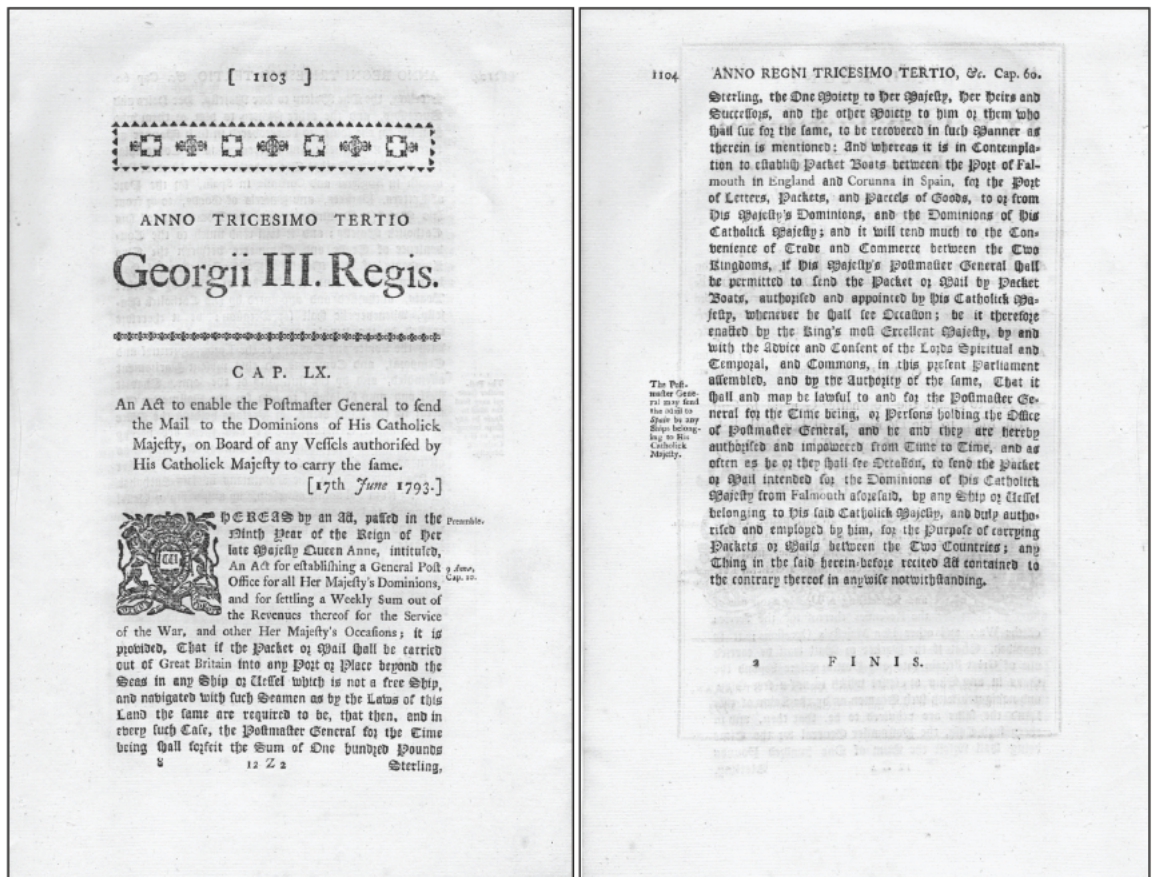 [ 1103 ]
ANNO TRICESIMO TERTIO
Georgii III. Regis.
CAP. LX.
An Act to enable the Postmaster General to send
the Mail to the Dominions of His Catholick
Majesty, on Board of any Vessels authorised by
His Catholick Majesty to carry the same.
[17th June 1793.]
WHEREAS by an Act, passed in the
Ninth Year of the Reign of Her
late Majesty Queen Anne, intituled,
An Act for establishing a General Post
Office for all Her Majesty's Dominions,
and for settling a Weekly Sum out of
the Revenues thereof for the Service
of the War, and other Her Majesty's Occasions; it is
provided, That if the Packet or Mail shall be carried
out of Great Britain into any Port or Place beyond the
Seas in any Ship or Vessel which is not a free Ship,
and navigated with such Seamen as by the Laws of this
Land the same are required to be, that then, and in
every such Case, the Postmaster General for the Time
being shall forfeit the Sum of One hundred Pounds
8 12 Z 2 Sterling,
Preamble.
9 Annæ,
Cap. 10.
1104 ANNO REGNI TRICESIMO TERTIO, &c. Cap. 60.
Sterling, the One Moiety to Her Majesty, Her Heirs and
Successors, and the other Moiety to him or them who
shall sue for the same, to be recovered in such Manner as
therein is mentioned: And whereas it is in Contempla-
tion to establish Packet Boats between the Port of Fal-
mouth in England and Corunna in Spain, for the Port
of Letters, Packets, and Parcels of Goods, to or from
His Majesty's Dominions, and the Dominions of His
Catholick Majesty; and it will tend much to the Con-
venience of Trade and Commerce between the Two
Kingdoms, if His Majesty's Postmaster General shall
be permitted to send the Packet or Mail by Packet
Boats, authorised and appointed by His Catholick Ma-
jesty, whenever he shall see Occasion; be it therefore
enacted by the King's most Excellent Majesty, by and
with the Advice and Consent of the Lords Spiritual and
Temporal, and Commons, in this present Parliament
assembled, and by the Authority of the same, That it
shall and may be lawful to and for the Postmaster Ge-
neral for the Time being, or Persons holding the Office
of Postmaster General, and he and they are hereby
authorised and impowered from Time to Time, and as
often as he or they shall see Occasion, to send the Packet
or Mail intended for the Dominions of His Catholick
Majesty from Falmouth aforesaid, by any Ship or Vessel
belonging to His said Catholick Majesty, and duly autho-
rised and employed by him, for the Purpose of carrying
Packets or Mails between the Two Countries; any
Thing in the said herein-before recited Act contained to
the contrary thereof in anywise notwithstanding.
The Post-
master Gene-
ral may send
the Mail to
Spain by any
Ships belong-
ing to His
Catholick
Majesty.
2 FINIS.